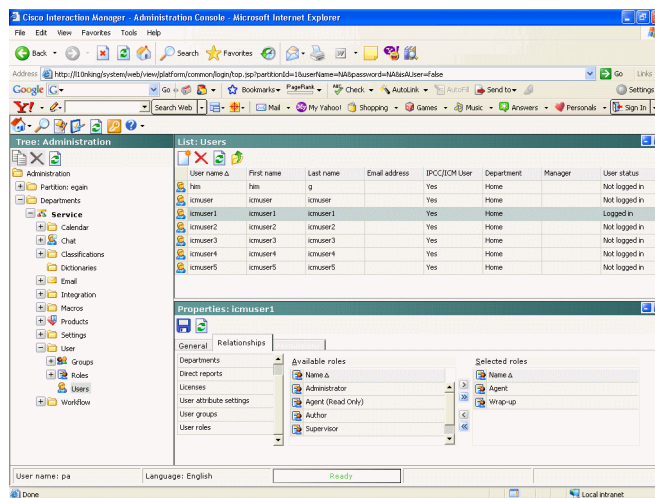 Cisco Interaction Manager - Administration Console - Microsoft Internet Explorer
File Edit View Favorites Tools Help
Back Search Favorites
Address http://l10nking/system/web/view/platform/common/login/top.jsp?partitionId=1&userName=NA&password=NA&isAUser=false Go Links
Google G Go Bookmarks PageRank Check AutoLink AutoFill Send to Settings
Y! Search Web Mail My Yahoo! Shopping Games Music Answers Personals Sign In
Tree: Administration
Administration
Partition: egain
Departments
Service
Calendar
Chat
Classifications
Dictionaries
Email
Integration
Macros
Products
Settings
User
Groups
Roles
Users
Workflow
List: Users
User name First name Last name Email address IPCC/ICM User Department Manager User status
him him g Yes Home Not logged in
icmuser icmuser icmuser Yes Home Not logged in
icmuser1 icmuser1 icmuser1 Yes Home Logged in
icmuser2 icmuser2 icmuser2 Yes Home Not logged in
icmuser3 icmuser3 icmuser3 Yes Home Not logged in
icmuser4 icmuser4 icmuser4 Yes Home Not logged in
icmuser5 icmuser5 icmuser5 Yes Home Not logged in
Properties: icmuser1
General Relationships
Departments
Direct reports
Licenses
User attribute settings
User groups
User roles
Available roles
Name
Administrator
Agent (Read Only)
Author
Supervisor
Selected roles
Name
Agent
Wrap-up
User name: pa Language: English Ready
Done Local intranet